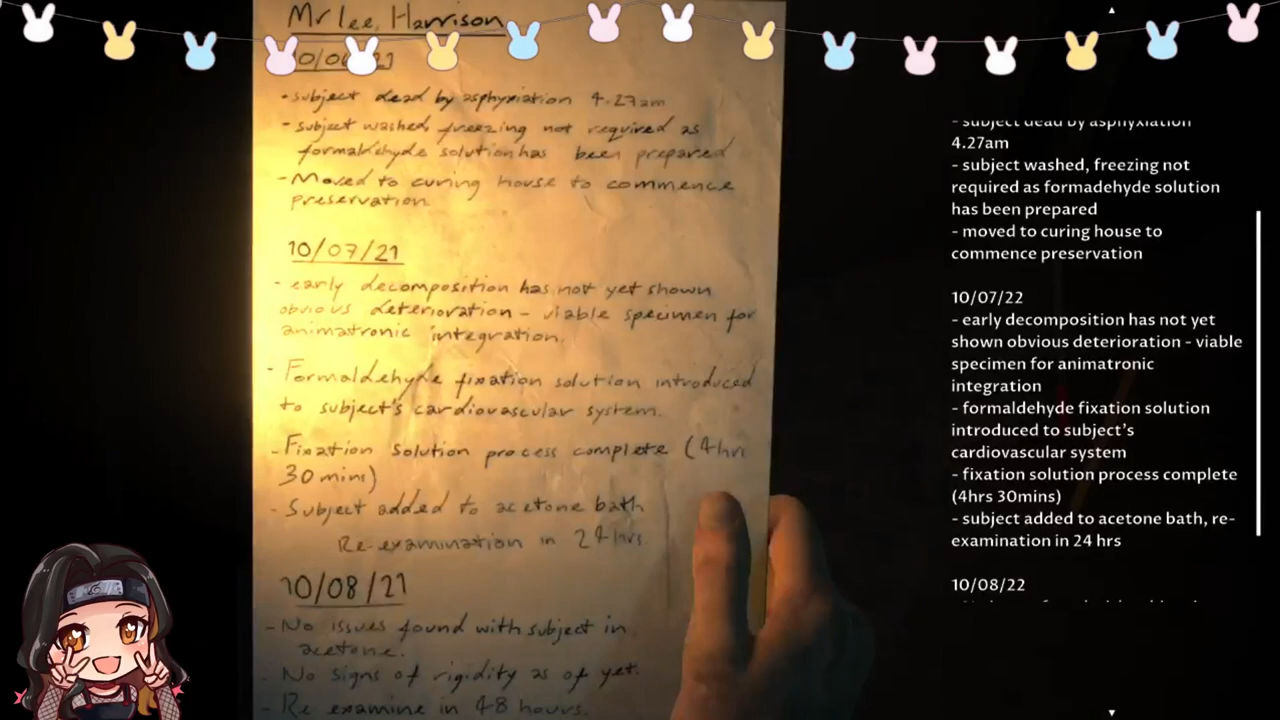 Mr lee, Harrison
- subject dead by asphyxiation 4.27am
- subject washed, freezing not required as
formaldehyde solution has been prepared
- Moved to curing house to commence
preservation.
10/07/21
- early decomposition has not yet shown
obvious deterioration - viable specimen for
animatronic integration.
- Formaldehyde fixation solution introduced
to subject's cardiovascular system.
- Fixation solution process complete (4hr
30 mins)
- Subject added to acetone bath
Re-examination in 24 hrs.
10/08/21
- No issues found with subject in
acetone.
- No signs of rigidity as of yet.
- Re examine in 48 hours.
- subject dead by asphyxiation
4.27am
- subject washed, freezing not
required as formadehyde solution
has been prepared
- moved to curing house to
commence preservation
10/07/22
- early decomposition has not yet
shown obvious deterioration - viable
specimen for animatronic
integration
- formaldehyde fixation solution
introduced to subject's
cardiovascular system
- fixation solution process complete
(4hrs 30mins)
- subject added to acetone bath, re-
examination in 24 hrs
10/08/22